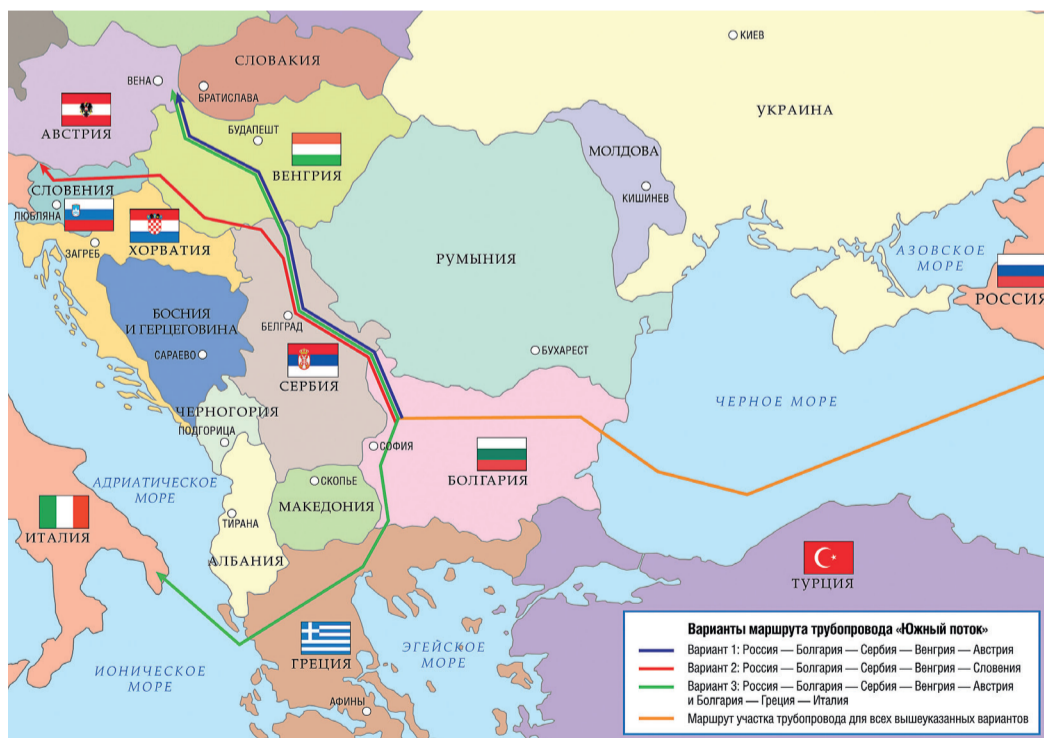 КИЕВ
СЛОВАКИЯ
ВЕНА
БРАТИСЛАВА
УКРАИНА
АВСТРИЯ
БУДАПЕШТ
ВЕНГРИЯ
МОЛДОВА
КИШИНЕВ
СЛОВЕНИЯ
ЛЮБЛЯНА
ЗАГРЕБ
ХОРВАТИЯ
РУМЫНИЯ
АЗОВСКОЕ
МОРЕ
РОССИЯ
БОСНИЯ
И ГЕРЦЕГОВИНА
САРАЕВО
БЕЛГРАД
СЕРБИЯ
БУХАРЕСТ
ЧЕРНОЕ МОРЕ
ЧЕРНОГОРИЯ
ПОДГОРИЦА
СОФИЯ
БОЛГАРИЯ
АДРИАТИЧЕСКОЕ
МОРЕ
СКОПЬЕ
МАКЕДОНИЯ
ИТАЛИЯ
ТИРАНА
АЛБАНИЯ
ТУРЦИЯ
ИОНИЧЕСКОЕ
МОРЕ
ГРЕЦИЯ
ЭГЕЙСКОЕ
МОРЕ
АФИНЫ
Варианты маршрута трубопровода «Южный поток»
Вариант 1: Россия — Болгария — Сербия — Венгрия — Австрия
Вариант 2: Россия — Болгария — Сербия — Венгрия — Словения
Вариант 3: Россия — Болгария — Сербия — Венгрия — Австрия
и Болгария — Греция — Италия
Маршрут участка трубопровода для всех вышеуказанных вариантов